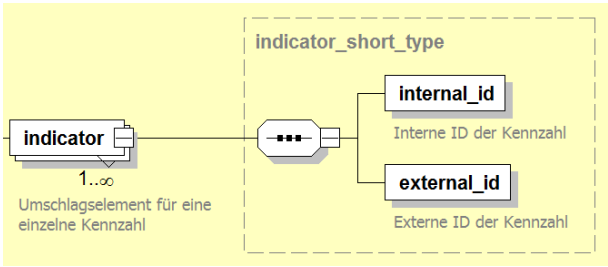 indicator_short_type
internal_id
Interne ID der Kennzahl
indicator
1..∞
Umschlagselement für eine
einzelne Kennzahl
external_id
Externe ID der Kennzahl